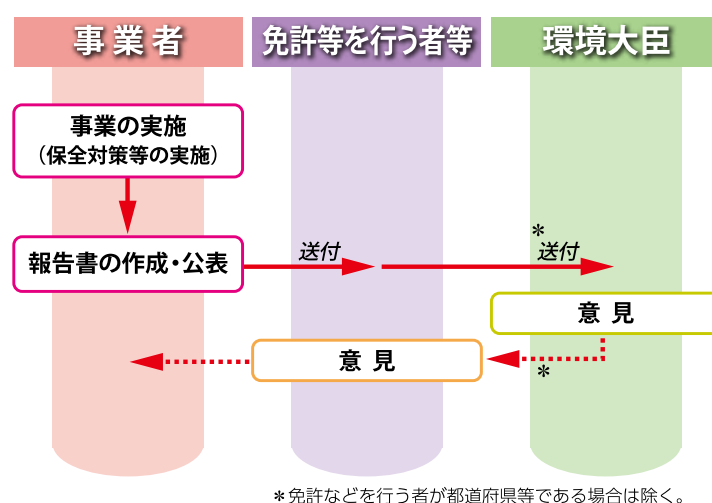 事業者
免許等を行う者等
環境大臣
事業の実施
(保全対策等の実施)
報告書の作成・公表
送付
*
送付
意見
意見
*
*免許などを行う者が都道府県等である場合は除く。